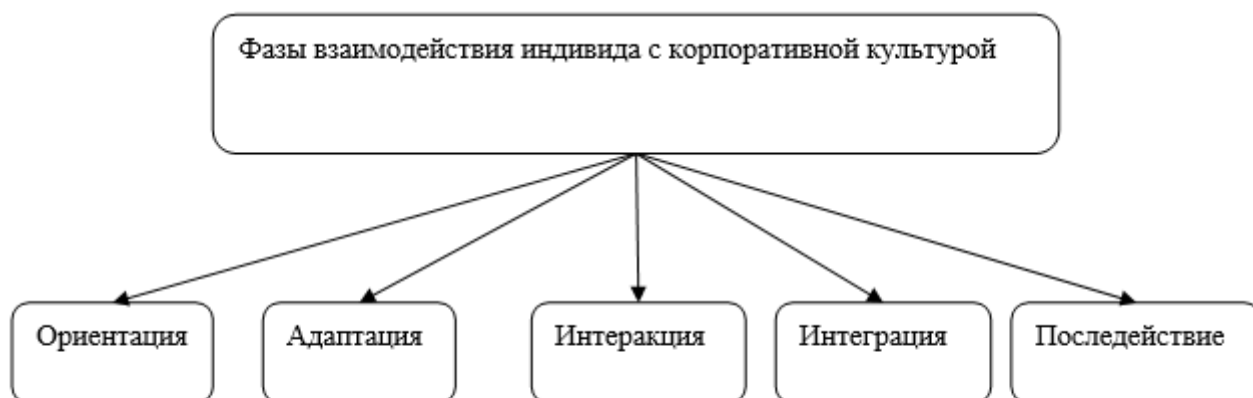 Фазы взаимодействия индивида с корпоративной культурой
Ориентация
Адаптация
Интеракция
Интеграция
Последействие